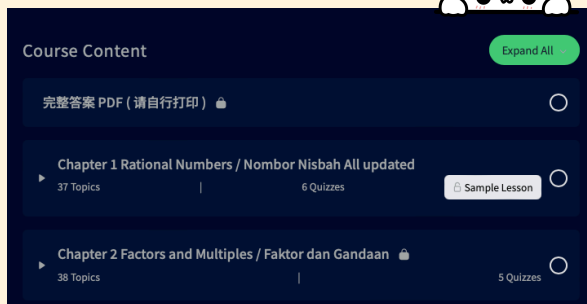 Course Content
Expand All
完整答案 PDF ( 请自行打印 )
Chapter 1 Rational Numbers / Nombor Nisbah All updated
37 Topics | 6 Quizzes
Sample Lesson
Chapter 2 Factors and Multiples / Faktor dan Gandaan
38 Topics | 5 Quizzes